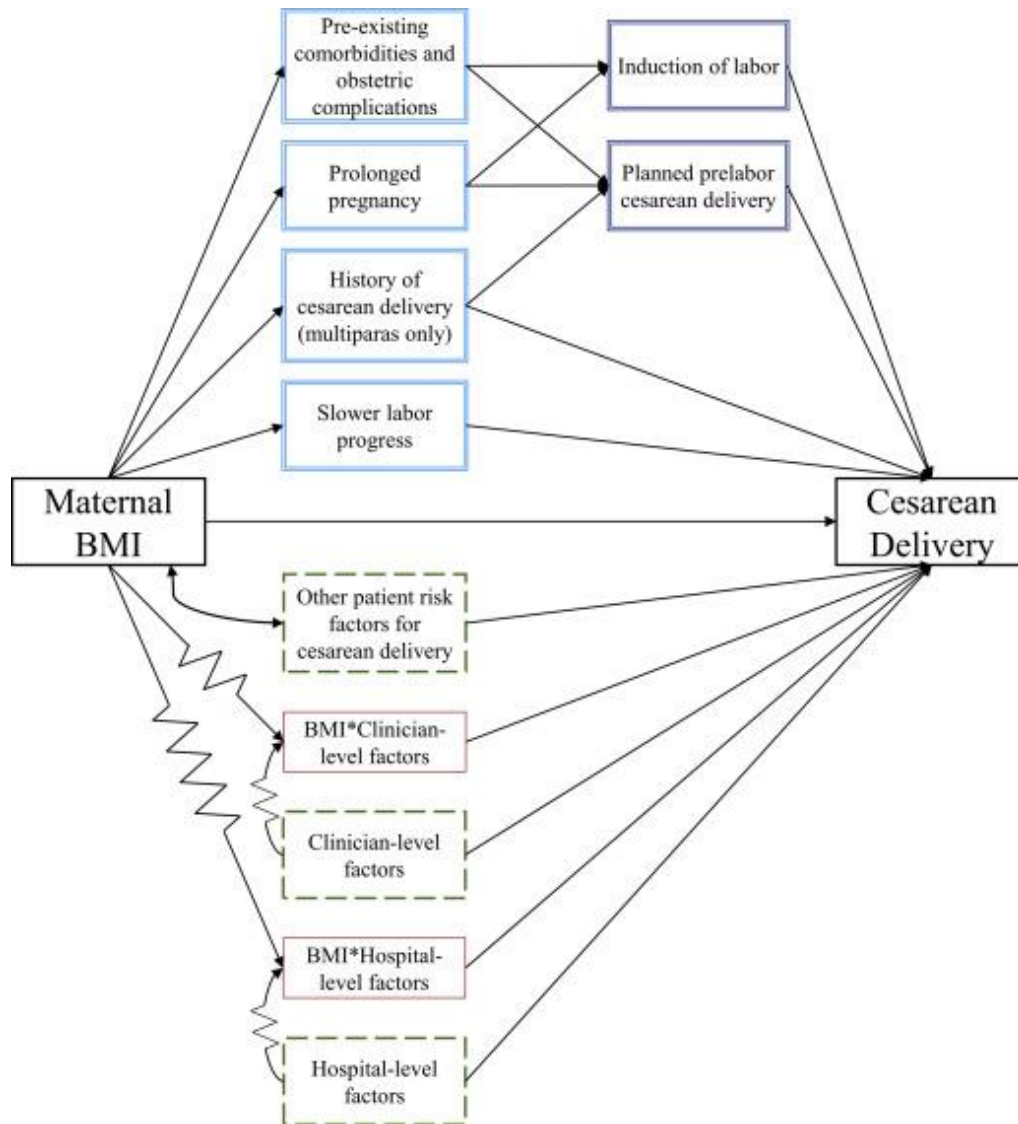 Pre-existing
comorbidities and
obstetric
complications
Induction of labor
Prolonged
pregnancy
Planned prelabor
cesarean delivery
History of
cesarean delivery
(multiparas only)
Slower labor
progress
Maternal
BMI
Cesarean
Delivery
Other patient risk
factors for
cesarean delivery
BMI*Clinician-
level factors
Clinician-level
factors
BMI*Hospital-
level factors
Hospital-level
factors